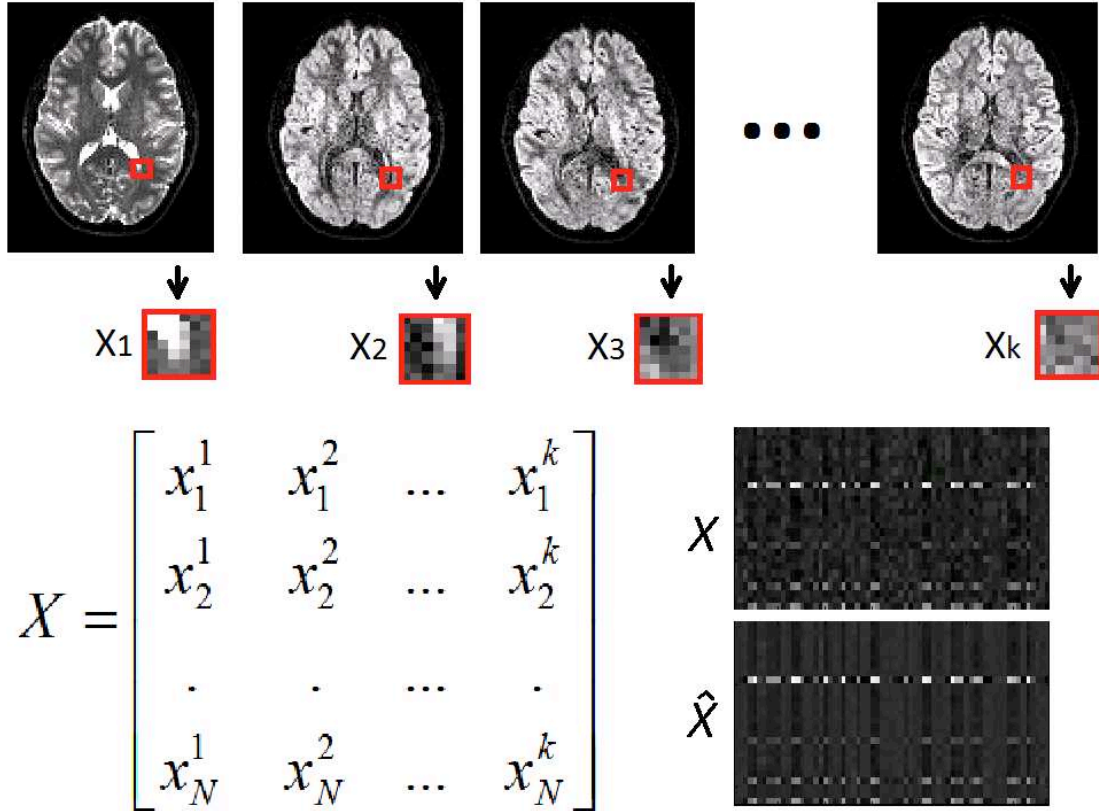 •••
X1 X2 X3 Xk
X = [ x_1^1 x_1^2 ... x_1^k
x_2^1 x_2^2 ... x_2^k
. . ... .
x_N^1 x_N^2 ... x_N^k ]
X
X̂